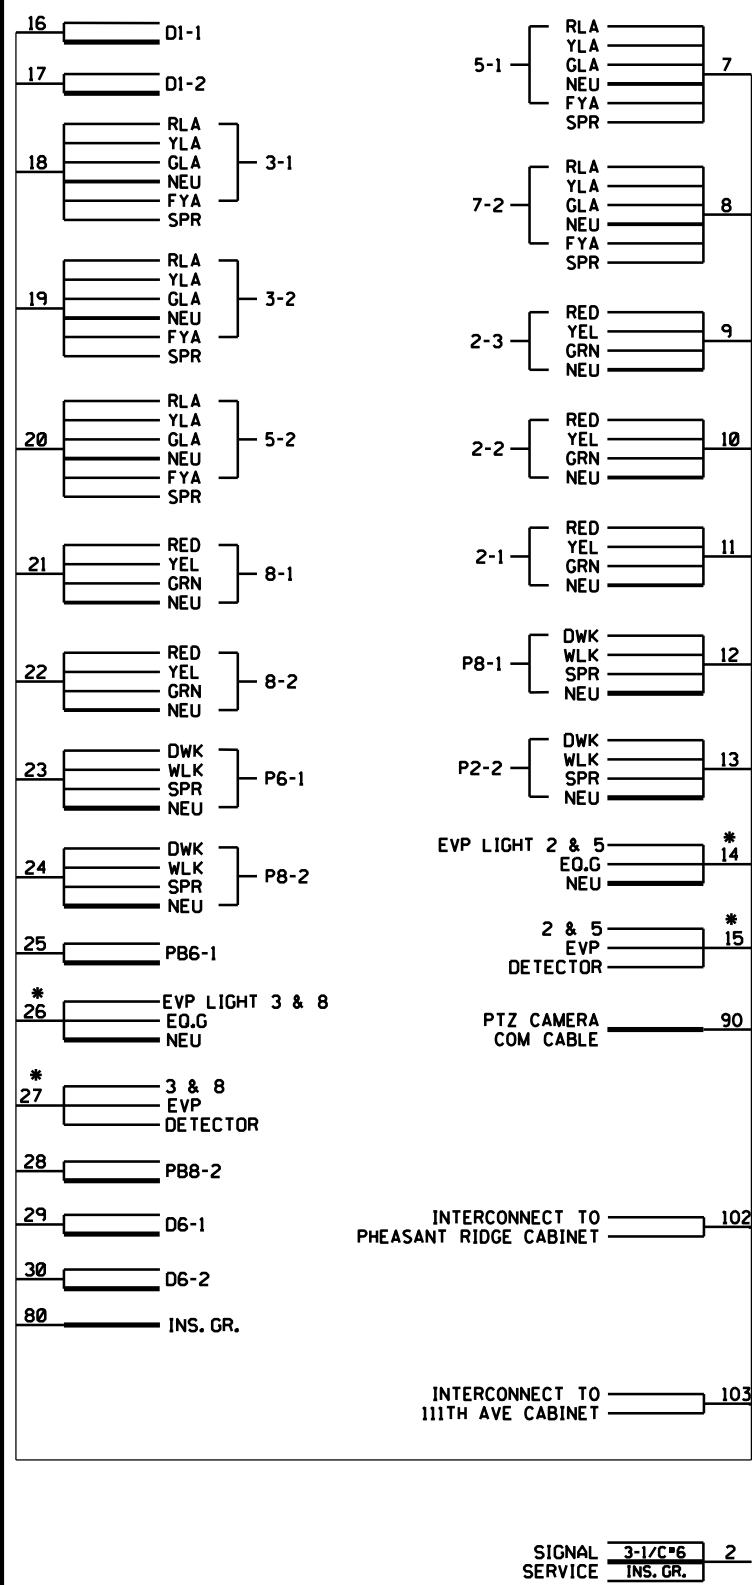 16
D1-1
17
D1-2
18
RLA
YLA
GLA
NEU
FYA
SPR
3-1
19
RLA
YLA
GLA
NEU
FYA
SPR
3-2
20
RLA
YLA
GLA
NEU
FYA
SPR
5-2
21
RED
YEL
GRN
NEU
8-1
22
RED
YEL
GRN
NEU
8-2
23
DWK
WLK
SPR
NEU
P6-1
24
DWK
WLK
SPR
NEU
P8-2
25
PB6-1
*
26
EVP LIGHT 3 & 8
EQ.G
NEU
*
27
3 & 8
EVP
DETECTOR
28
PB8-2
29
D6-1
30
D6-2
80
INS. GR.
5-1
RLA
YLA
GLA
NEU
FYA
SPR
7
7-2
RLA
YLA
GLA
NEU
FYA
SPR
8
2-3
RED
YEL
GRN
NEU
9
2-2
RED
YEL
GRN
NEU
10
2-1
RED
YEL
GRN
NEU
11
P8-1
DWK
WLK
SPR
NEU
12
P2-2
DWK
WLK
SPR
NEU
13
EVP LIGHT 2 & 5
EQ.G
NEU
*
14
2 & 5
EVP
DETECTOR
*
15
PTZ CAMERA
COM CABLE
90
INTERCONNECT TO
PHEASANT RIDGE CABINET
102
INTERCONNECT TO
111TH AVE CABINET
103
SIGNAL
SERVICE
3-1/C#6
INS. GR.
2